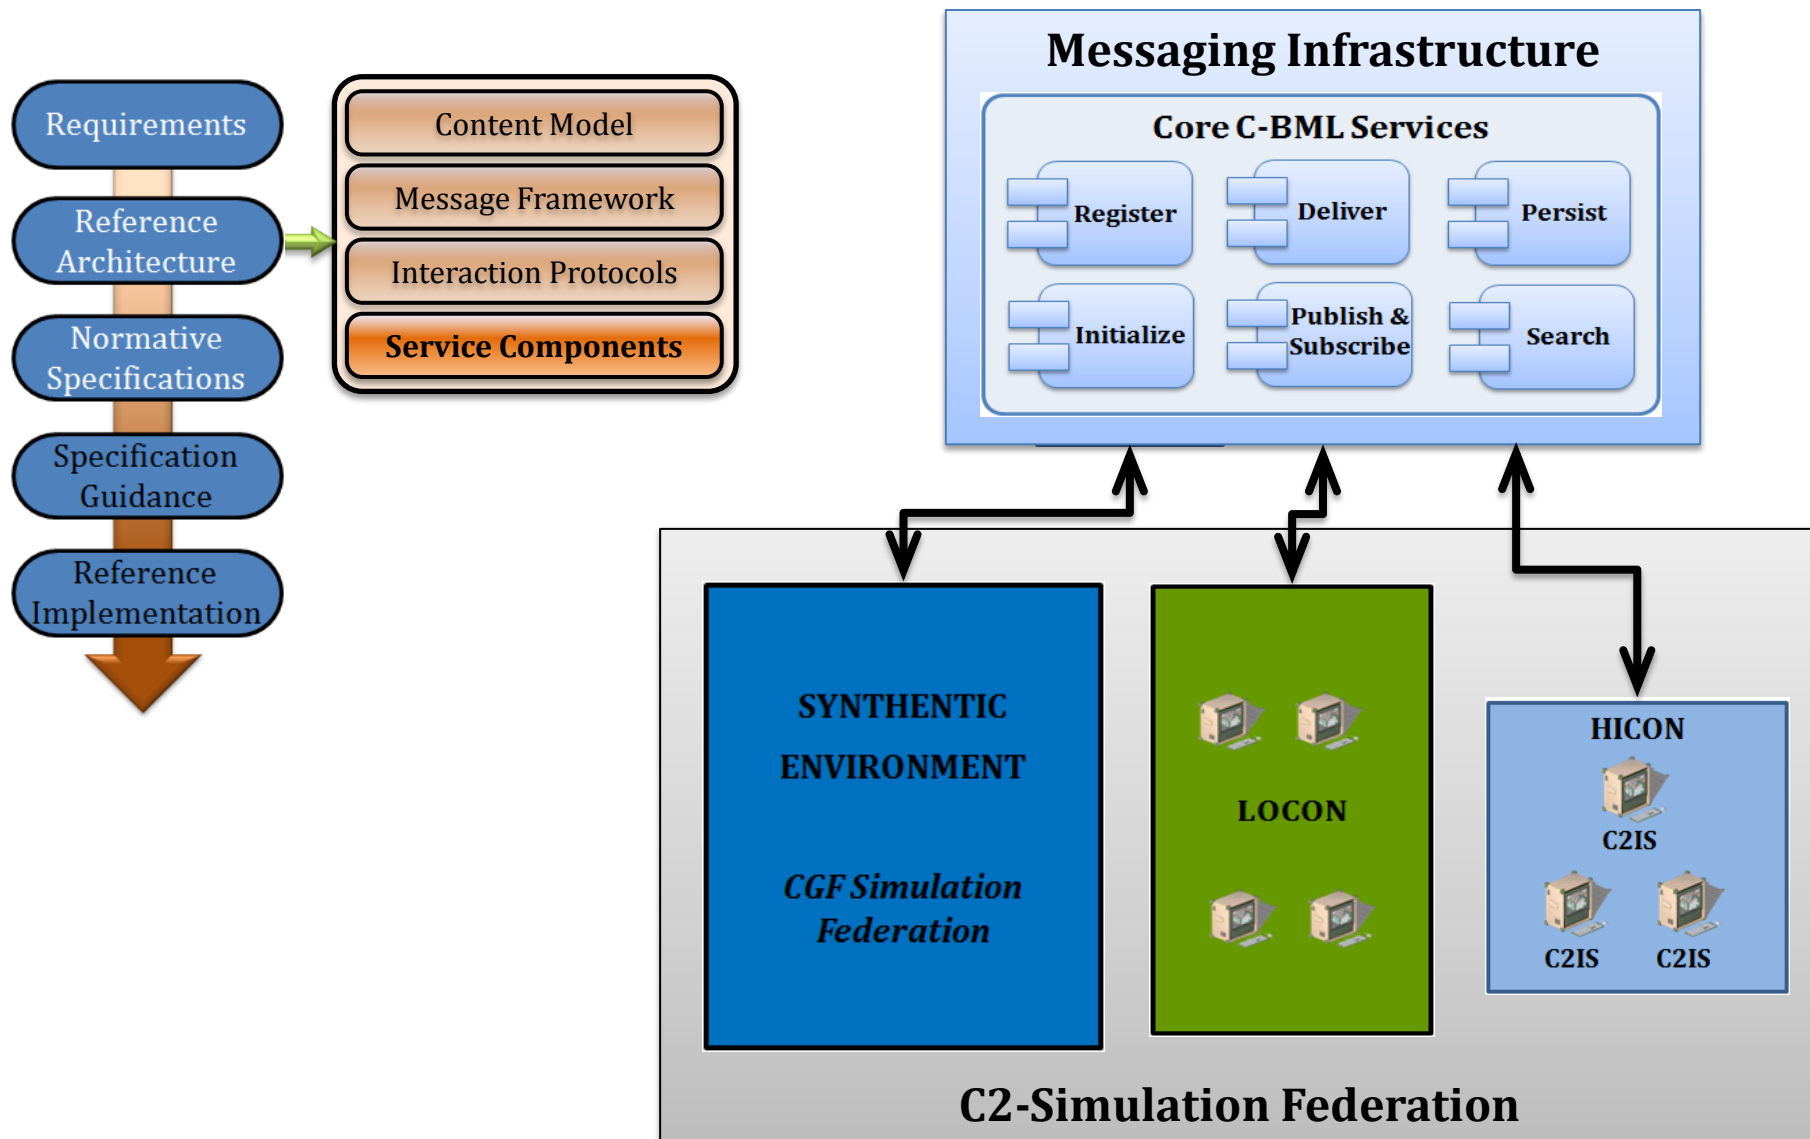 Requirements
Reference
Architecture
Normative
Specifications
Specification
Guidance
Reference
Implementation
Content Model
Message Framework
Interaction Protocols
Service Components
Messaging Infrastructure
Core C-BML Services
Register
Deliver
Persist
Initialize
Publish &
Subscribe
Search
SYNTHENTIC
ENVIRONMENT
CGF Simulation
Federation
LOCON
HICON
C2IS
C2IS
C2IS
C2-Simulation Federation